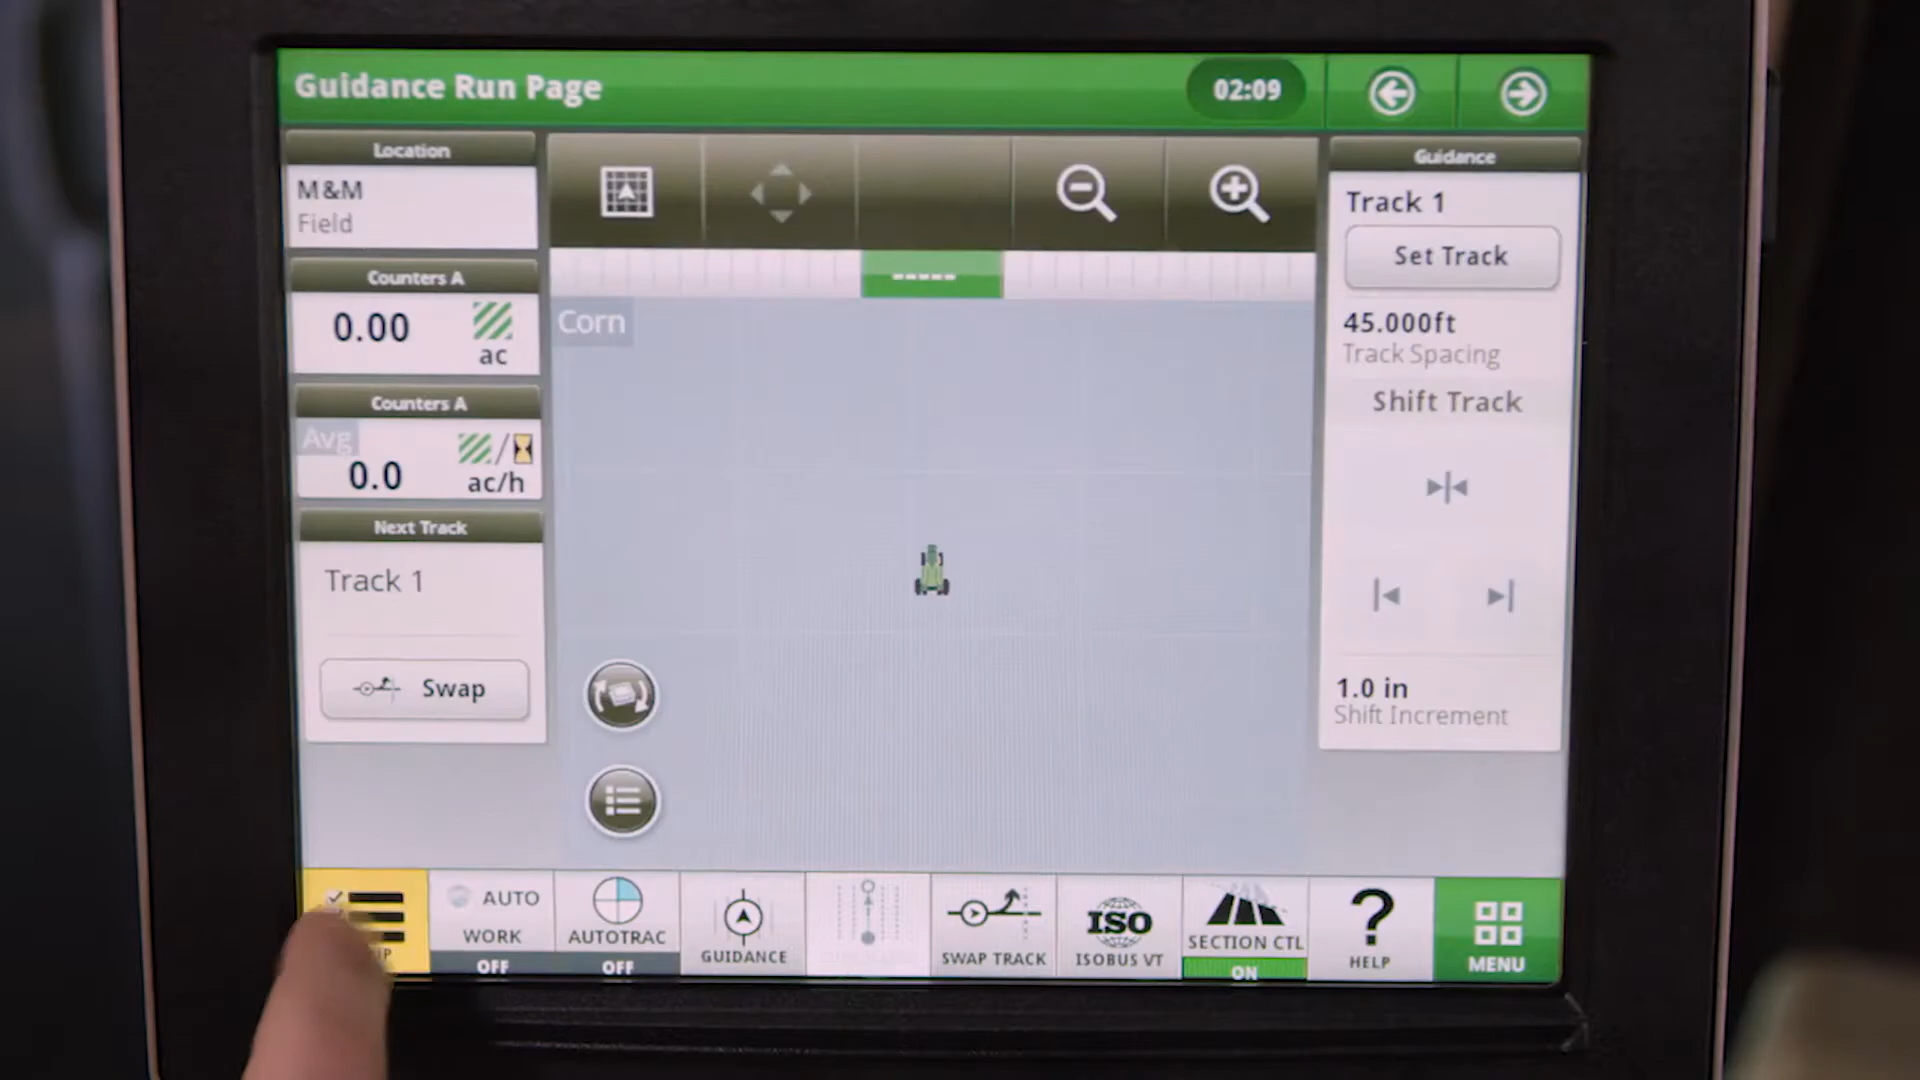 Guidance Run Page
02:09
Location
M&M
Field
Counters A
0.00
ac
Counters A
Avg
0.0
ac/h
Next Track
Track 1
Swap
Corn
Guidance
Track 1
Set Track
45.000ft
Track Spacing
Shift Track
1.0 in
Shift Increment
AUTO
WORK
OFF
AUTOTRAC
OFF
GUIDANCE
SWAP TRACK
ISO
ISOBUS VT
SECTION CTL
ON
?
HELP
MENU